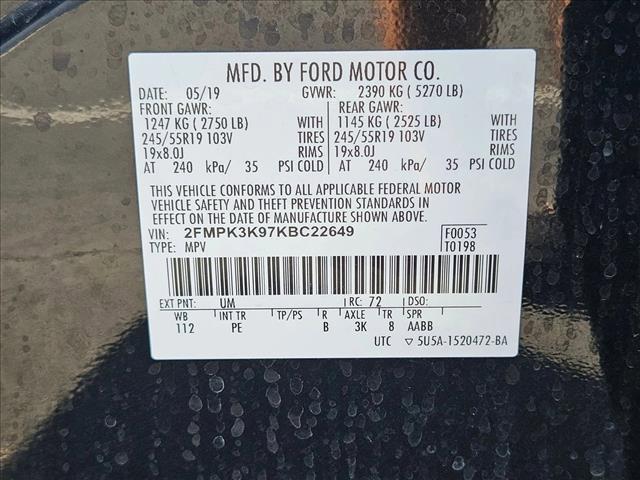 MFD. BY FORD MOTOR CO.
DATE: 05/19 GVWR: 2390 KG ( 5270 LB)
FRONT GAWR: REAR GAWR:
1247 KG ( 2750 LB) WITH 1145 KG ( 2525 LB) WITH
245/55R19 103V TIRES 245/55R19 103V TIRES
19x8.0J RIMS 19x8.0J RIMS
AT 240 kPa/ 35 PSI COLD AT 240 kPa/ 35 PSI COLD
THIS VEHICLE CONFORMS TO ALL APPLICABLE FEDERAL MOTOR
VEHICLE SAFETY AND THEFT PREVENTION STANDARDS IN
EFFECT ON THE DATE OF MANUFACTURE SHOWN ABOVE.
VIN: 2FMPK3K97KBC22649 F0053
TYPE: MPV T0198
EXT PNT: UM RC: 72 DSO:
WB INT TR TP/PS R AXLE TR SPR
112 PE B 3K 8 AABB
UTC ▽ 5U5A-1520472-BA